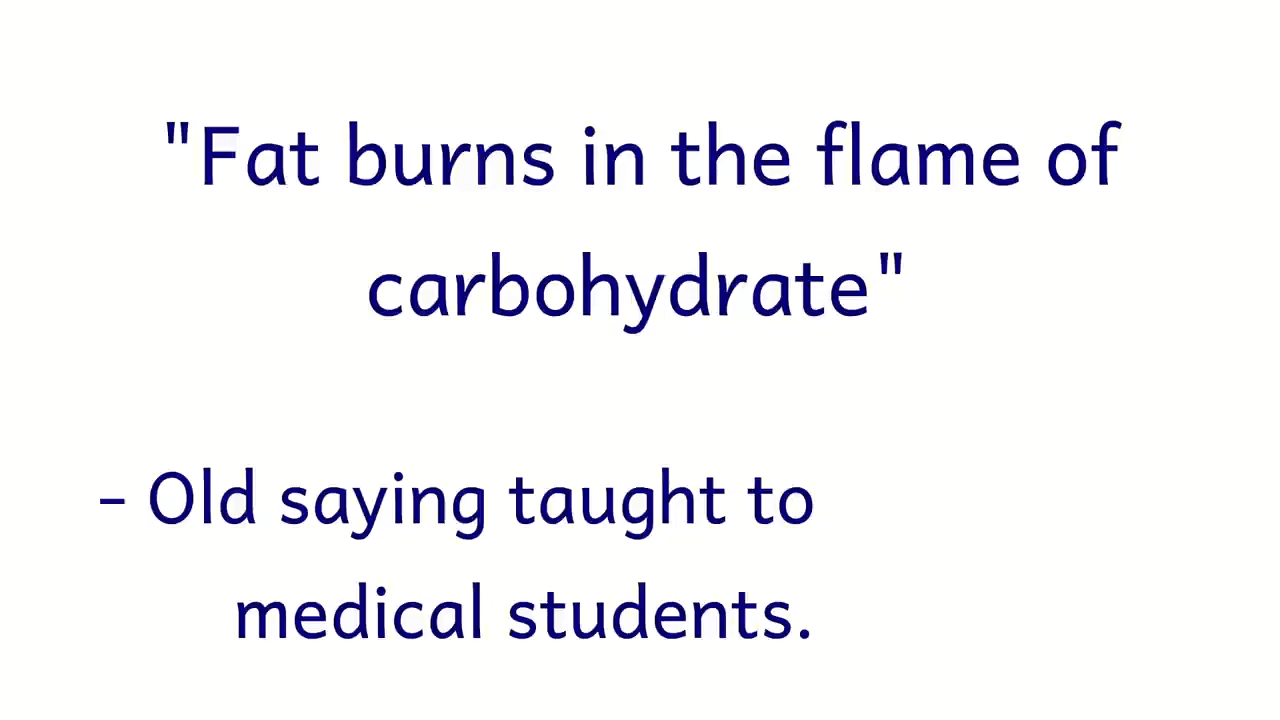 "Fat burns in the flame of
carbohydrate"
- Old saying taught to
medical students.